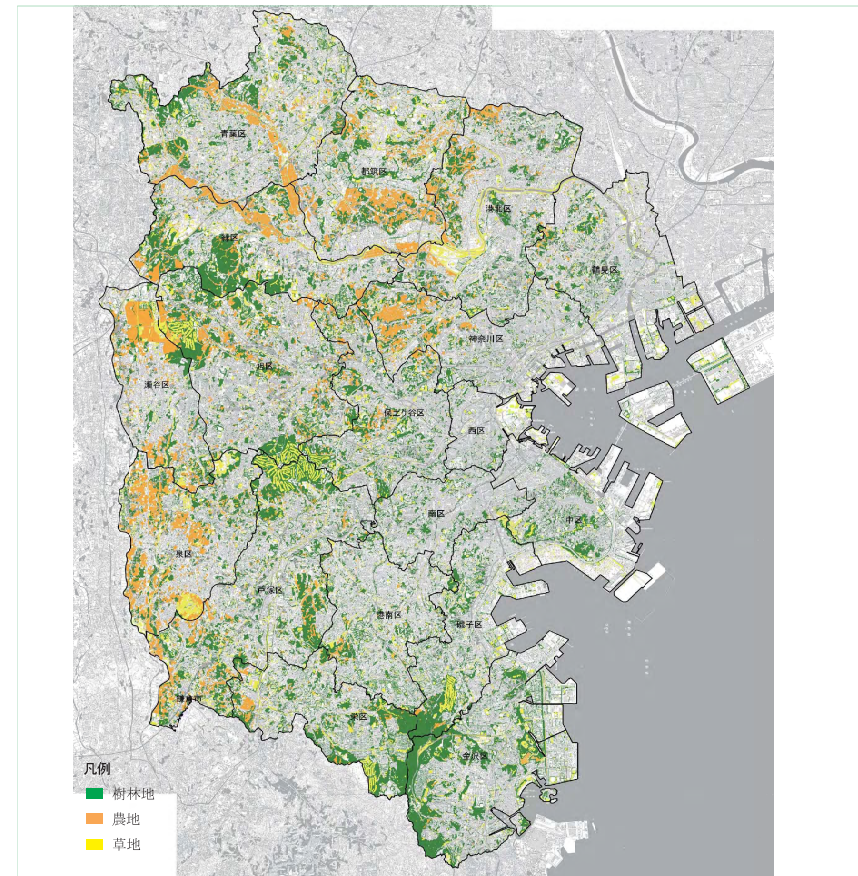 青葉区
都筑区
港北区
緑区
鶴見区
神奈川区
旭区
瀬谷区
保土ケ谷区
西区
南区
中区
泉区
戸塚区
港南区
磯子区
栄区
金沢区
凡例
樹林地
農地
草地